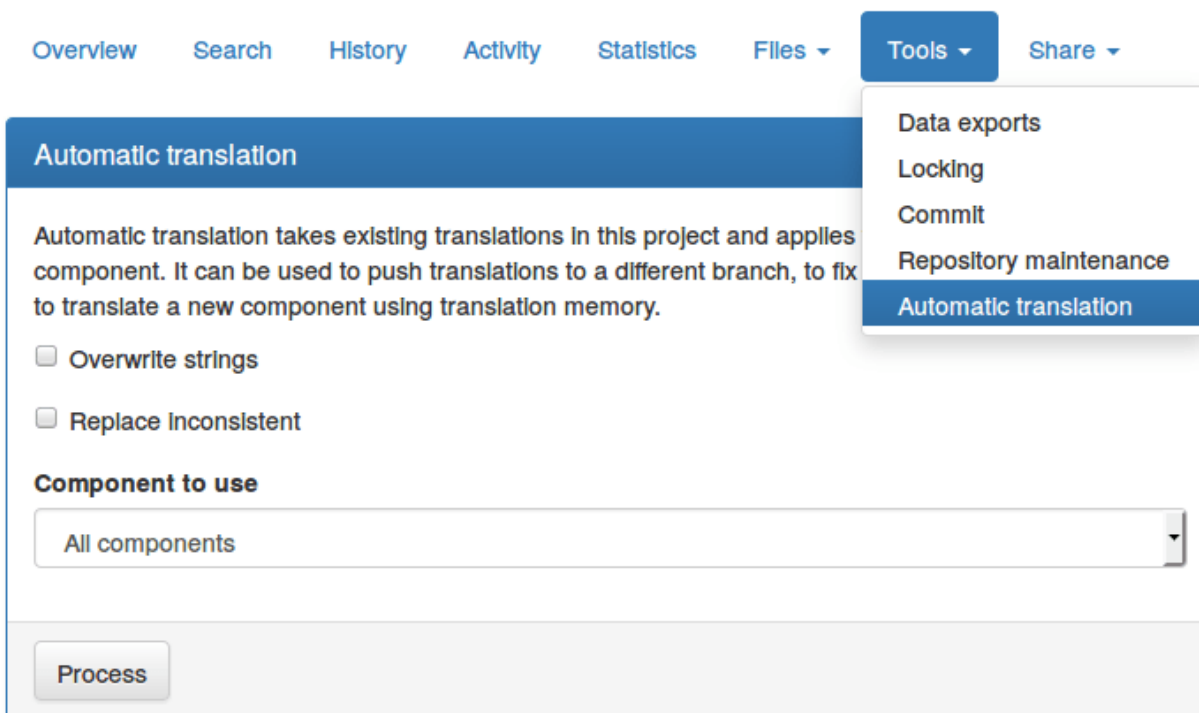 Overview Search History Activity Statistics Files Tools Share
Data exports
Locking
Commit
Repository maintenance
Automatic translation
Automatic translation
Automatic translation takes existing translations in this project and applies
component. It can be used to push translations to a different branch, to fix
to translate a new component using translation memory.
Overwrite strings
Replace inconsistent
Component to use
All components
Process